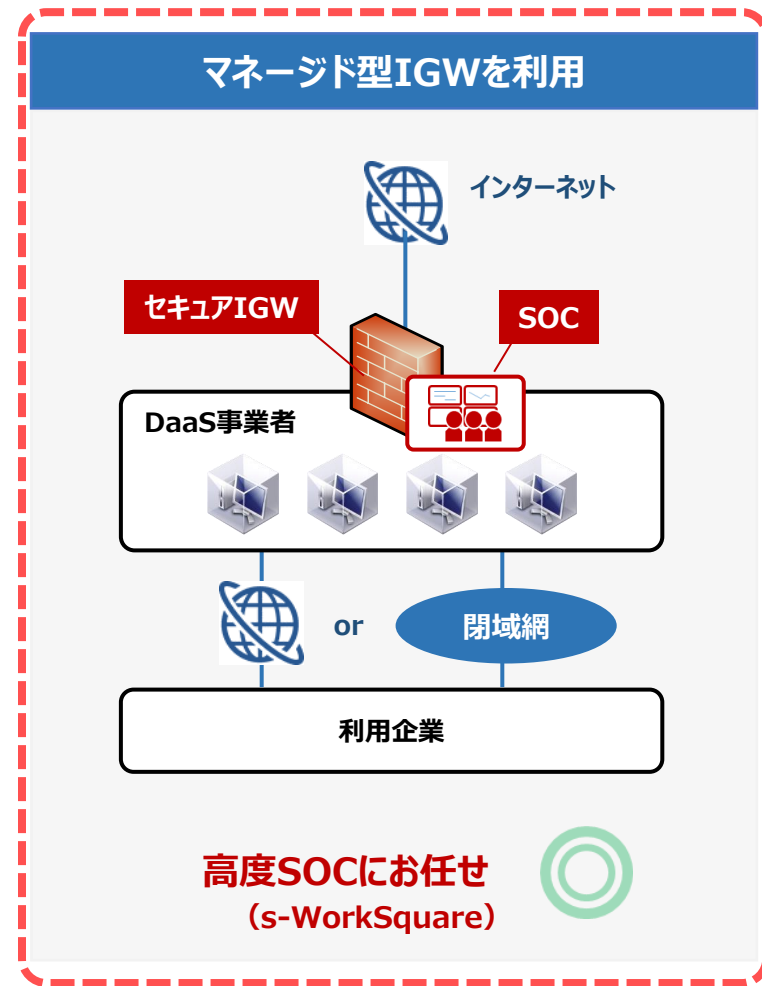 マネージド型IGWを利用
インターネット
セキュアIGW
SOC
DaaS事業者
or
閉域網
利用企業
高度SOCにお任せ
（s-WorkSquare）